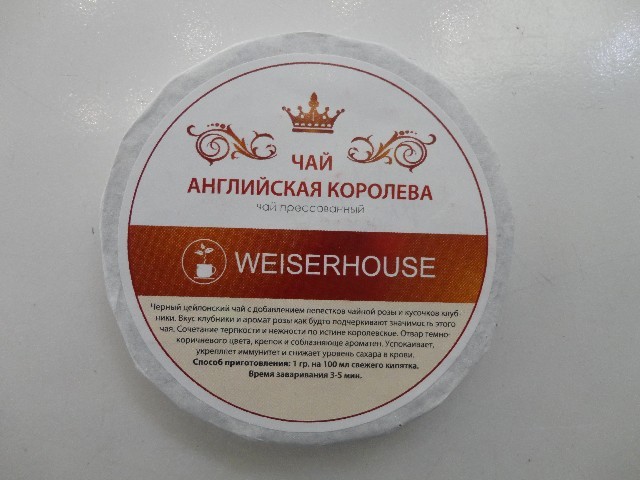 ЧАЙ
АНГЛИЙСКАЯ КОРОЛЕВА
чай прессованный
WEISERHOUSE
Черный цейлонский чай с добавлением лепестков чайной розы и кусочков клуб-
ники. Вкус клубники и аромат розы как будто подчеркивают значимость этого
чая. Сочетание терпкости и нежности по истине королевское. Отвар темно-
коричневого цвета, крепок и соблазняюще ароматен. Успокаивает,
укрепляет иммунитет и снижает уровень сахара в крови.
Способ приготовления: 1 гр. на 100 мл свежего кипятка.
Время заваривания 3-5 мин.